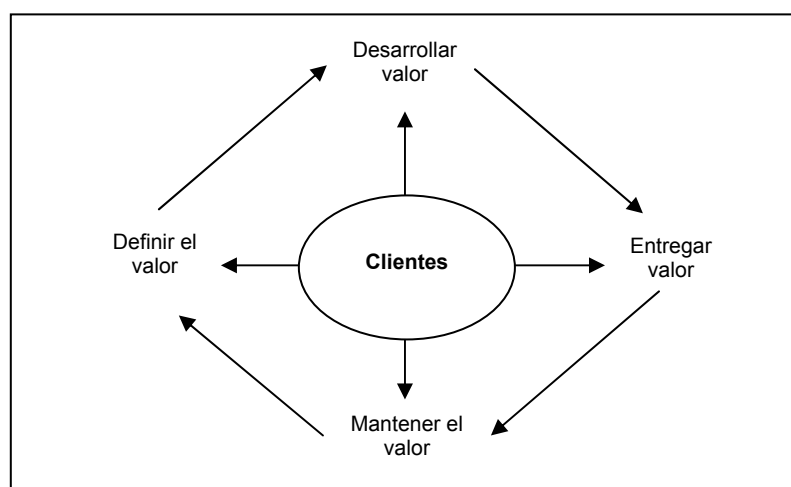 Desarrollar
valor
Definir el
valor
Clientes
Entregar
valor
Mantener el
valor